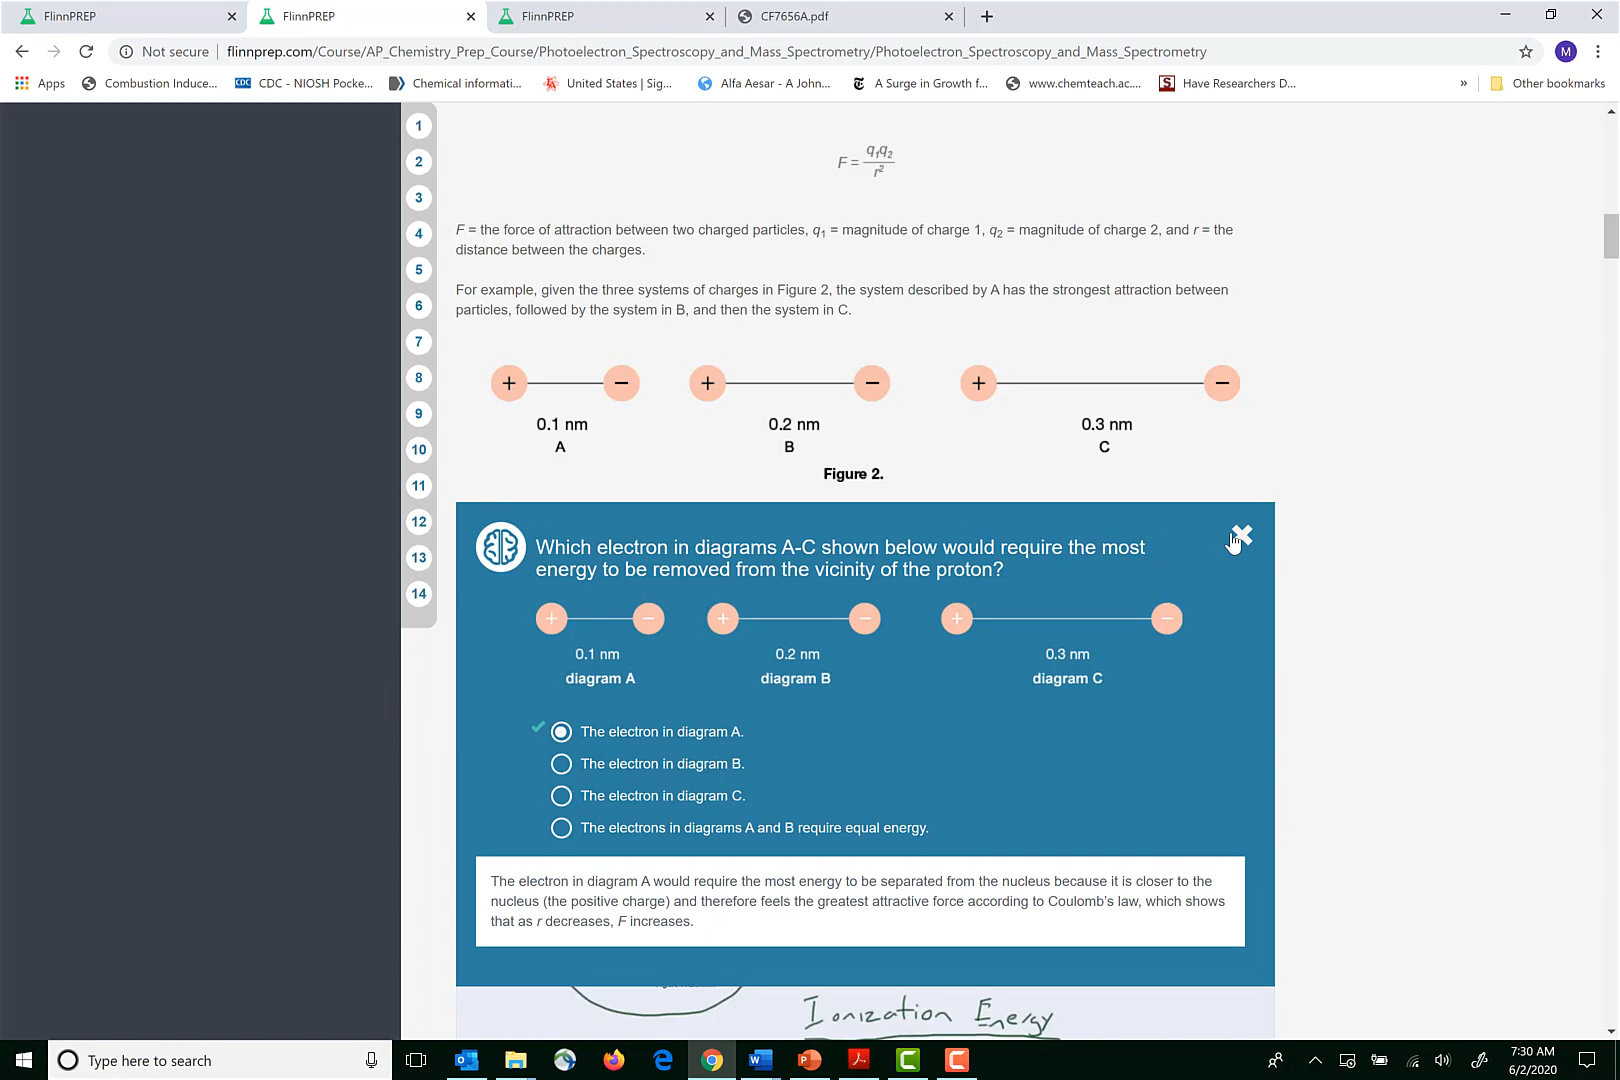 FlinnPREP
FlinnPREP
FlinnPREP
CF7656A.pdf
Not secure
flinnprep.com/Course/AP_Chemistry_Prep_Course/Photoelectron_Spectroscopy_and_Mass_Spectrometry/Photoelectron_Spectroscopy_and_Mass_Spectrometry
M
Apps
Combustion Induce...
CDC - NIOSH Pocke...
Chemical informati...
United States | Sig...
Alfa Aesar - A John...
A Surge in Growth f...
www.chemteach.ac....
Have Researchers D...
»
Other bookmarks
1
2
3
4
5
6
7
8
9
10
11
12
13
14
F = q₁q₂ / r²
F = the force of attraction between two charged particles, q₁ = magnitude of charge 1, q₂ = magnitude of charge 2, and r = the
distance between the charges.
For example, given the three systems of charges in Figure 2, the system described by A has the strongest attraction between
particles, followed by the system in B, and then the system in C.
+ − + − + −
0.1 nm 0.2 nm 0.3 nm
A B C
Figure 2.
Which electron in diagrams A-C shown below would require the most
energy to be removed from the vicinity of the proton?
+ − + − + −
0.1 nm 0.2 nm 0.3 nm
diagram A diagram B diagram C
The electron in diagram A.
The electron in diagram B.
The electron in diagram C.
The electrons in diagrams A and B require equal energy.
The electron in diagram A would require the most energy to be separated from the nucleus because it is closer to the
nucleus (the positive charge) and therefore feels the greatest attractive force according to Coulomb's law, which shows
that as r decreases, F increases.
Ionization Energy
Type here to search
7:30 AM
6/2/2020